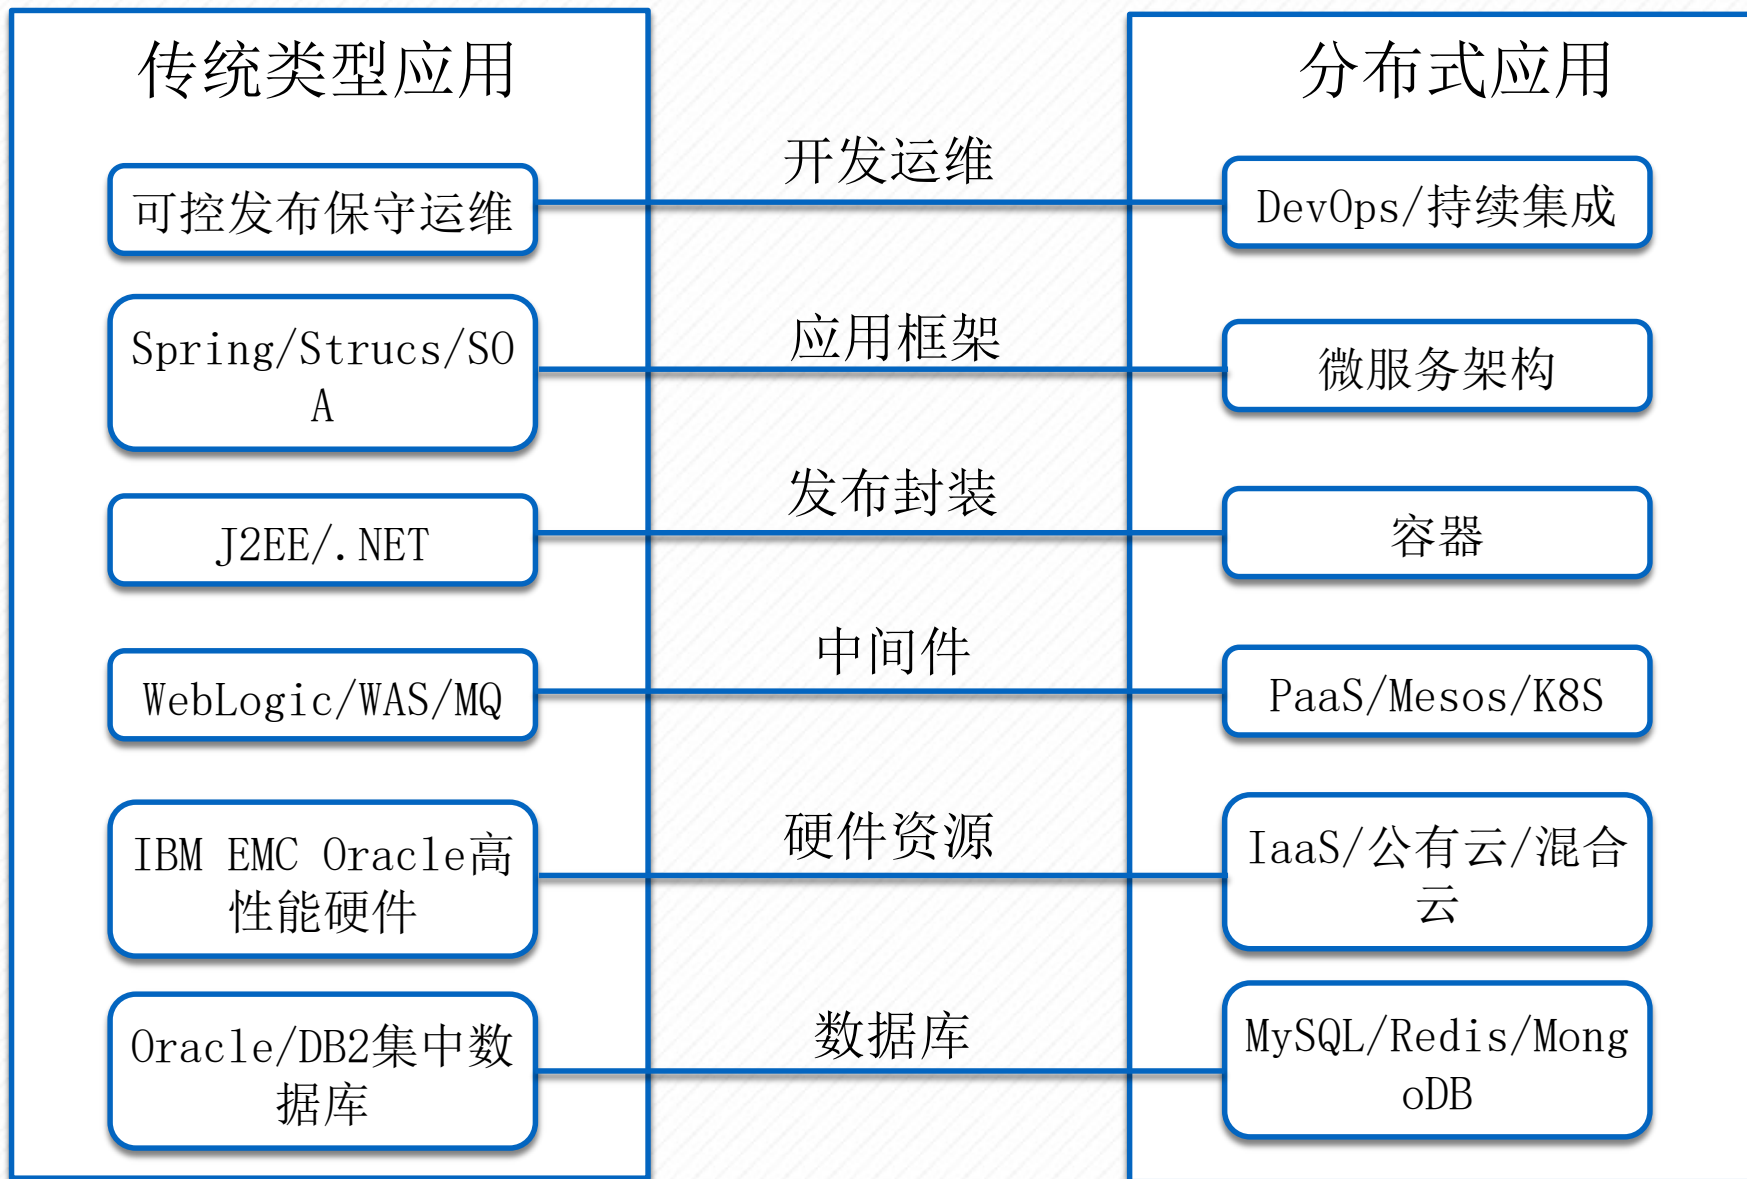 传统类型应用
分布式应用
开发运维
可控发布保守运维
DevOps/持续集成
应用框架
Spring/Strucs/SO
A
微服务架构
发布封装
J2EE/.NET
容器
中间件
WebLogic/WAS/MQ
PaaS/Mesos/K8S
硬件资源
IBM EMC Oracle高
性能硬件
IaaS/公有云/混合
云
数据库
Oracle/DB2集中数
据库
MySQL/Redis/Mong
oDB